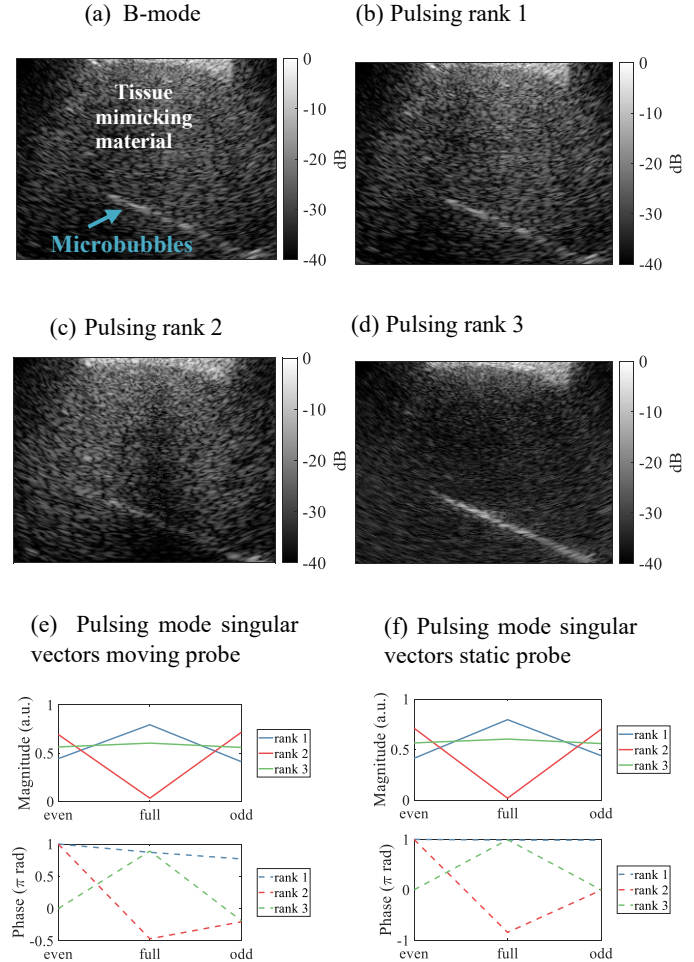 (a) B-mode
(b) Pulsing rank 1
Tissue
mimicking
material
Microbubbles
0
-10
-20
-30
-40
dB
0
-10
-20
-30
-40
dB
(c) Pulsing rank 2
(d) Pulsing rank 3
0
-10
-20
-30
-40
dB
0
-10
-20
-30
-40
dB
(e) Pulsing mode singular
vectors moving probe
(f) Pulsing mode singular
vectors static probe
Magnitude (a.u.)
1
0.5
0
even
full
odd
rank 1
rank 2
rank 3
Magnitude (a.u.)
1
0.5
0
even
full
odd
rank 1
rank 2
rank 3
Phase (π rad)
1
0.5
0
-0.5
even
full
odd
rank 1
rank 2
rank 3
Phase (π rad)
1
0
-1
even
full
odd
rank 1
rank 2
rank 3